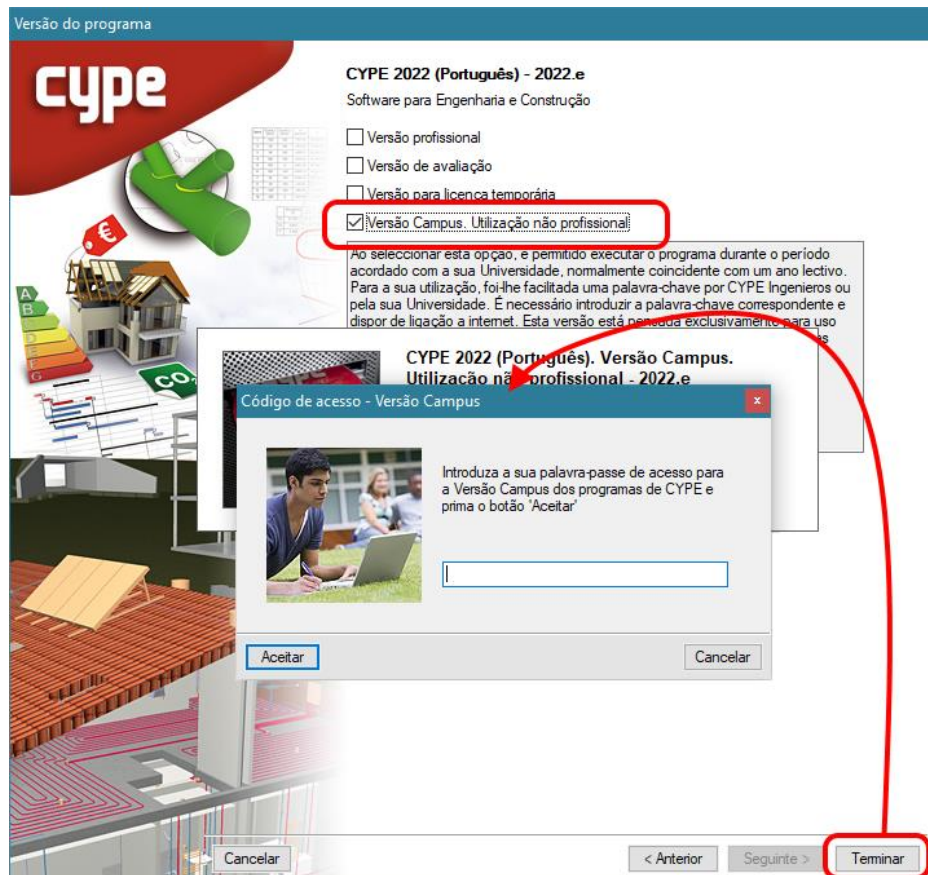 Versão do programa
cype
CYPE 2022 (Português) - 2022.e
Software para Engenharia e Construção
Versão profissional
Versão de avaliação
Versão para licença temporária
Versão Campus. Utilização não profissional
Ao seleccionar esta opção, é permitido executar o programa durante o período
acordado com a sua Universidade, normalmente coincidente com um ano lectivo.
Para a sua utilização, foi-lhe facilitada uma palavra-chave por CYPE Ingenieros ou
pela sua Universidade. É necessário introduzir a palavra-chave correspondente e
dispor de ligação a internet. Esta versão está pensada exclusivamente para uso
CYPE 2022 (Português). Versão Campus.
Utilização não profissional - 2022.e
Código de acesso - Versão Campus
x
Introduza a sua palavra-passe de acesso para
a Versão Campus dos programas de CYPE e
prima o botão 'Aceitar'
Aceitar
Cancelar
€
A
B
G
CO₂
Cancelar
< Anterior
Seguinte >
Terminar